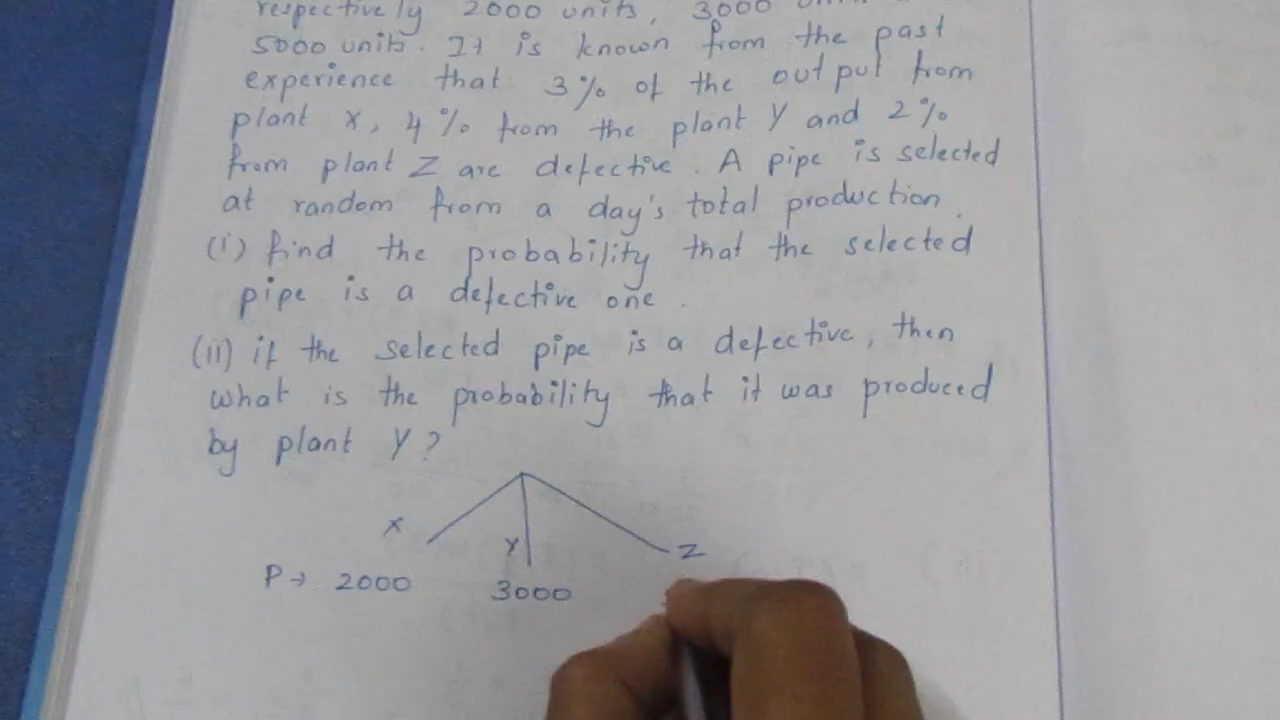 respectively 2000 units, 3000
5000 units. It is known from the past
experience that 3% of the output from
plant X, 4% from the plant Y and 2%
from plant Z are defective. A pipe is selected
at random from a day's total production.
(i) find the probability that the selected
pipe is a defective one.
(ii) if the selected pipe is a defective, then
what is the probability that it was produced
by plant Y?
X Y Z
P → 2000 3000